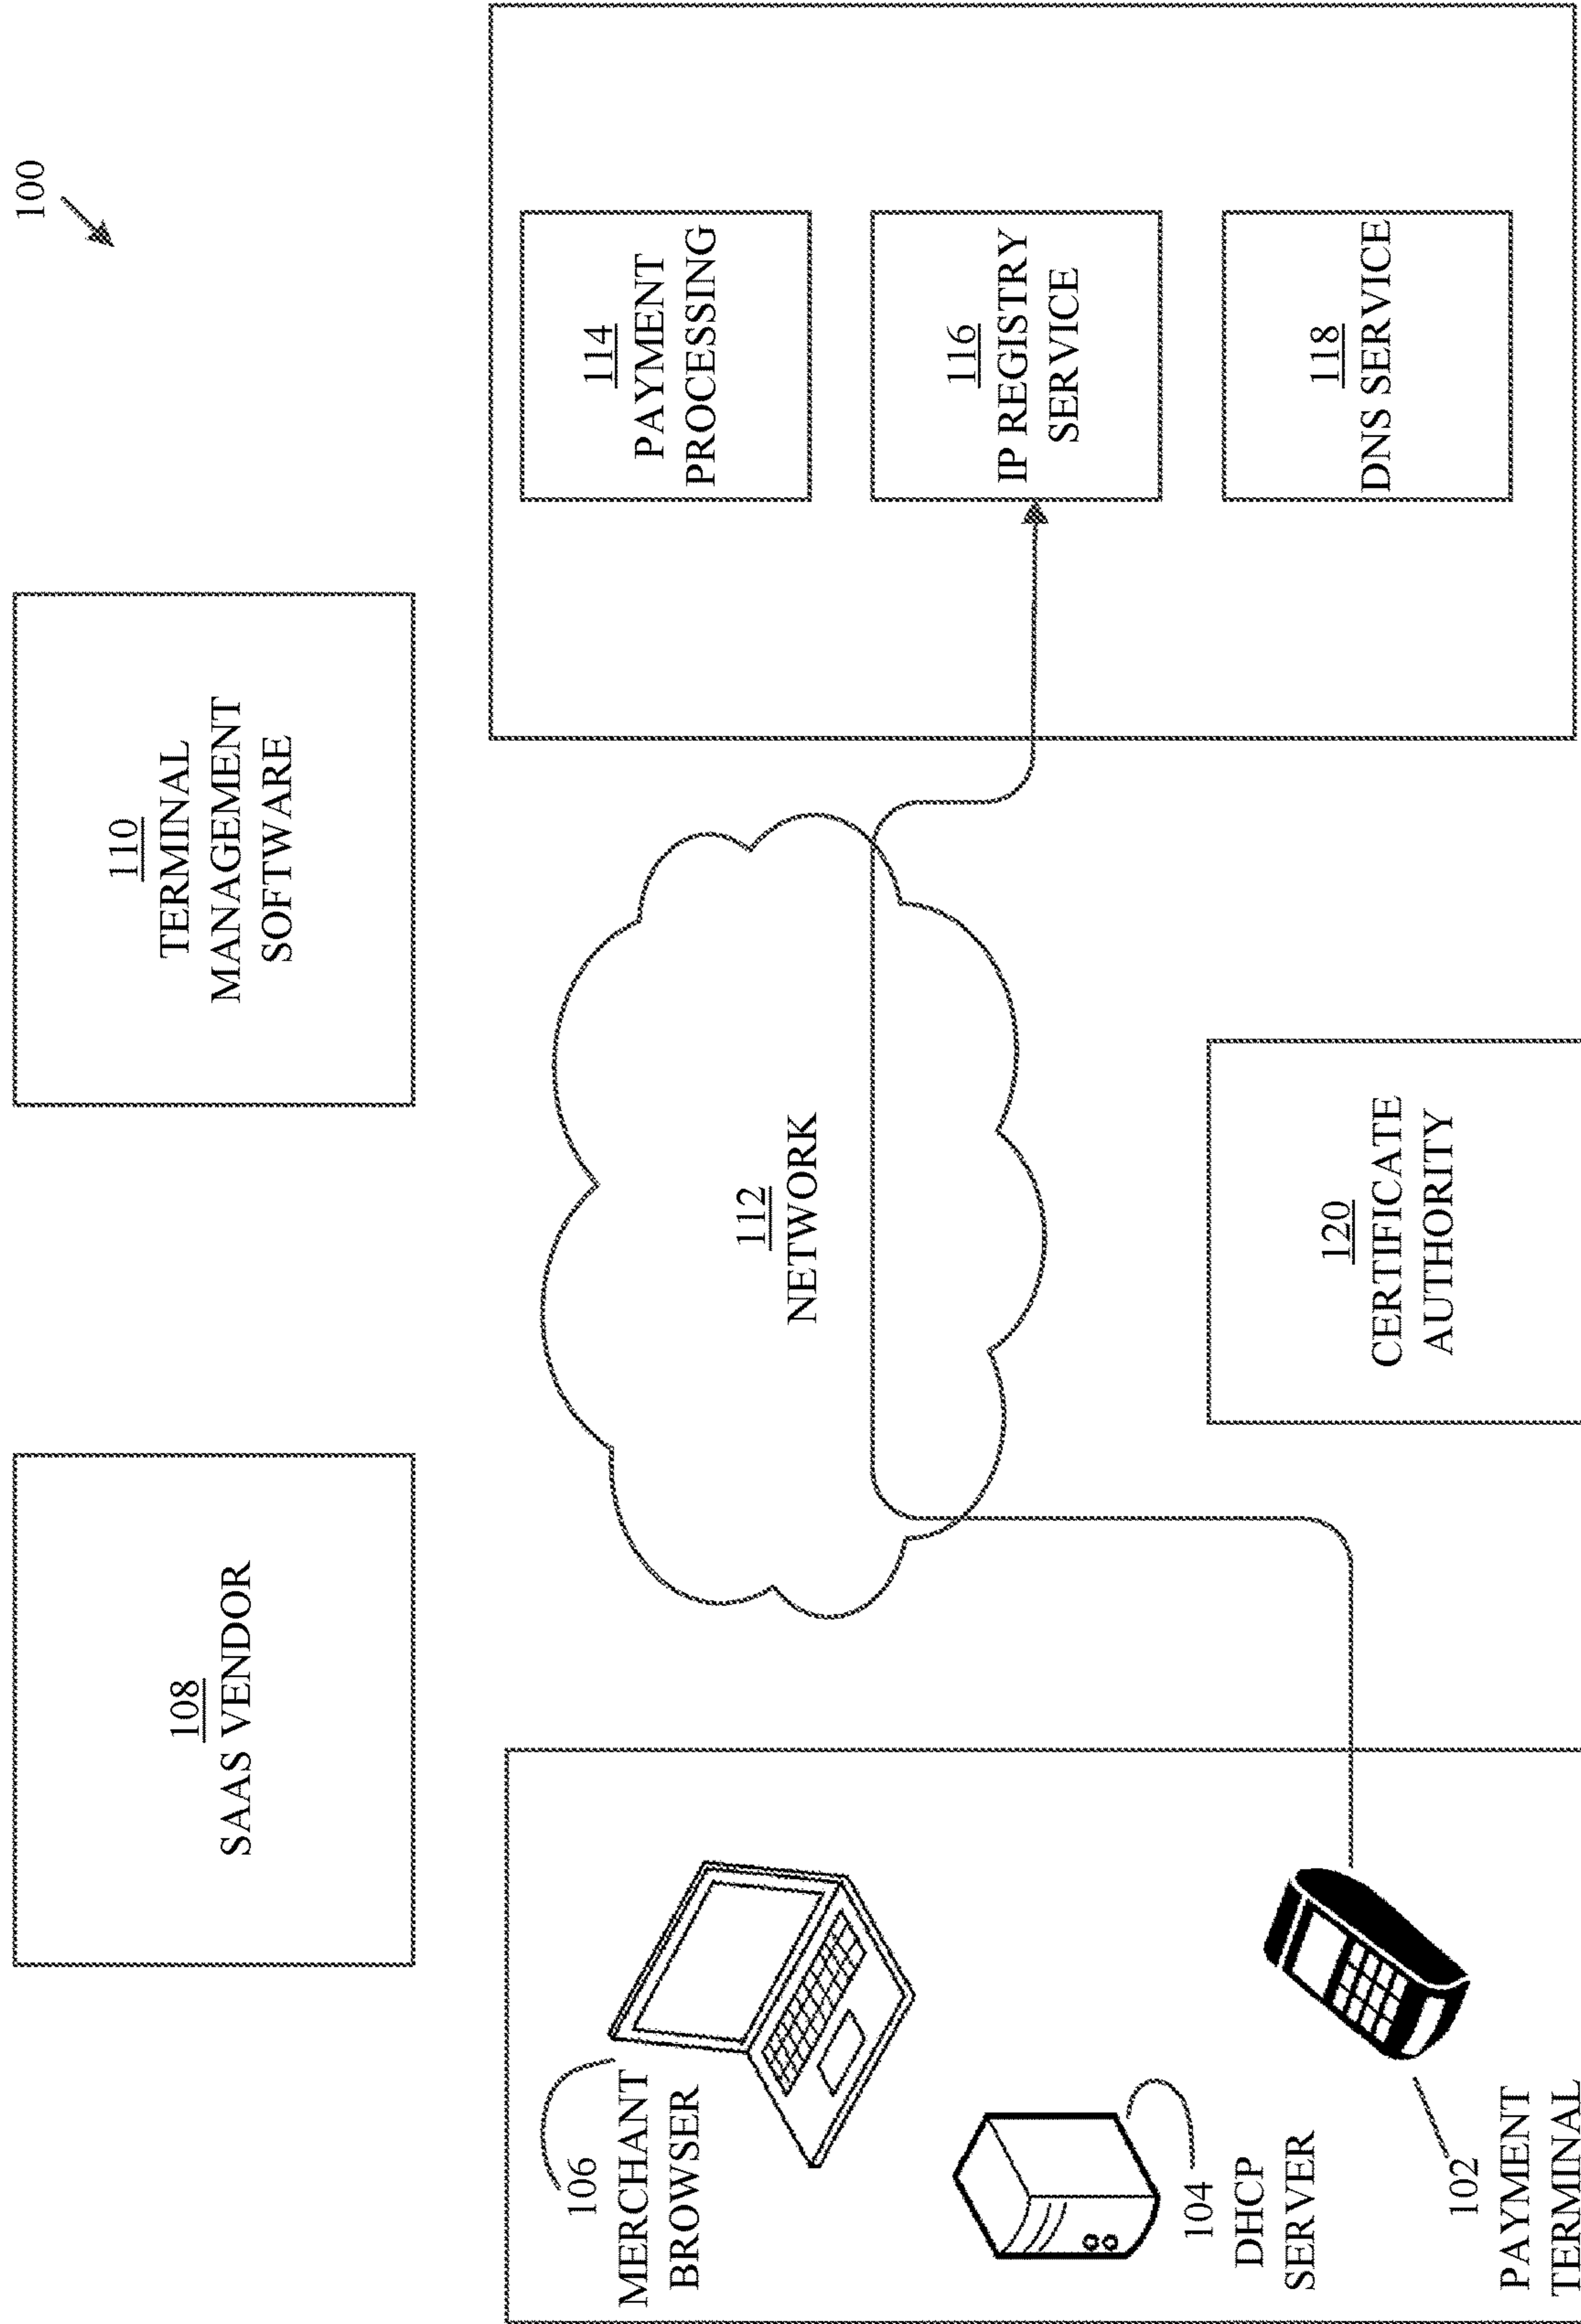 100
108
SAAS VENDOR
110
TERMINAL
MANAGEMENT
SOFTWARE
106
MERCHANT
BROWSER
104
DHCP
SERVER
102
PAYMENT
TERMINAL
112
NETWORK
120
CERTIFICATE
AUTHORITY
114
PAYMENT
PROCESSING
116
IP REGISTRY
SERVICE
118
DNS SERVICE